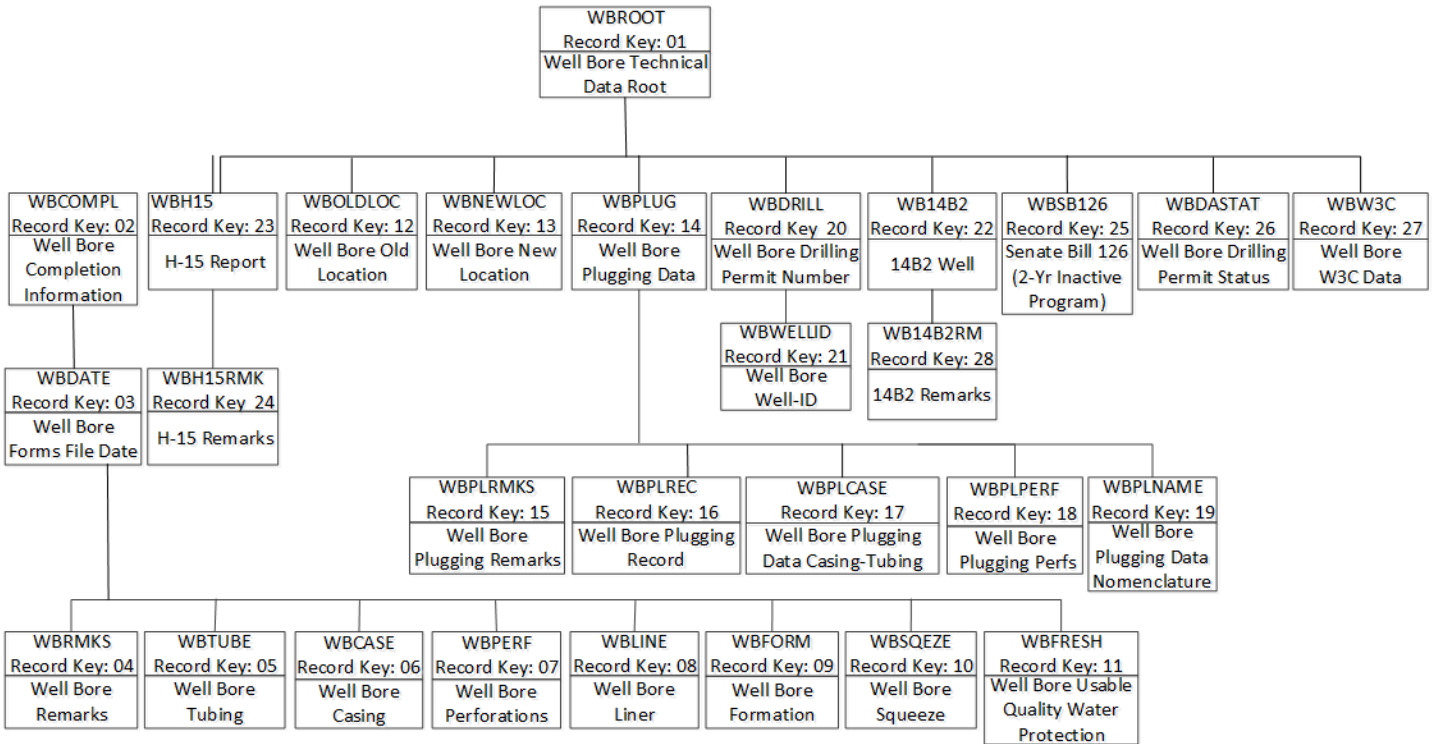 WBROOT
Record Key: 01
Well Bore Technical
Data Root
WBCOMPL
Record Key: 02
Well Bore
Completion
Information
WBH15
Record Key: 23
H-15 Report
WBOLDLOC
Record Key: 12
Well Bore Old
Location
WBNEWLOC
Record Key: 13
Well Bore New
Location
WBPLUG
Record Key: 14
Well Bore
Plugging Data
WBDRILL
Record Key 20
Well Bore Drilling
Permit Number
WB14B2
Record Key: 22
14B2 Well
WBSB126
Record Key: 25
Senate Bill 126
(2-Yr Inactive
Program)
WBDASTAT
Record Key: 26
Well Bore Drilling
Permit Status
WBW3C
Record Key: 27
Well Bore
W3C Data
WBDATE
Record Key: 03
Well Bore
Forms File Date
WBH15RMK
Record Key 24
H-15 Remarks
WBWELLID
Record Key: 21
Well Bore
Well-ID
WB14B2RM
Record Key: 28
14B2 Remarks
WBPLRMKS
Record Key: 15
Well Bore
Plugging Remarks
WBPLREC
Record Key: 16
Well Bore Plugging
Record
WBPLCASE
Record Key: 17
Well Bore Plugging
Data Casing-Tubing
WBPLPERF
Record Key: 18
Well Bore
Plugging Perfs
WBPLNAME
Record Key: 19
Well Bore
Plugging Data
Nomenclature
WBRMKS
Record Key: 04
Well Bore
Remarks
WBTUBE
Record Key: 05
Well Bore
Tubing
WBCASE
Record Key: 06
Well Bore
Casing
WBPERF
Record Key: 07
Well Bore
Perforations
WBLINE
Record Key: 08
Well Bore
Liner
WBFORM
Record Key: 09
Well Bore
Formation
WBSQEZE
Record Key: 10
Well Bore
Squeeze
WBFRESH
Record Key: 11
Well Bore Usable
Quality Water
Protection